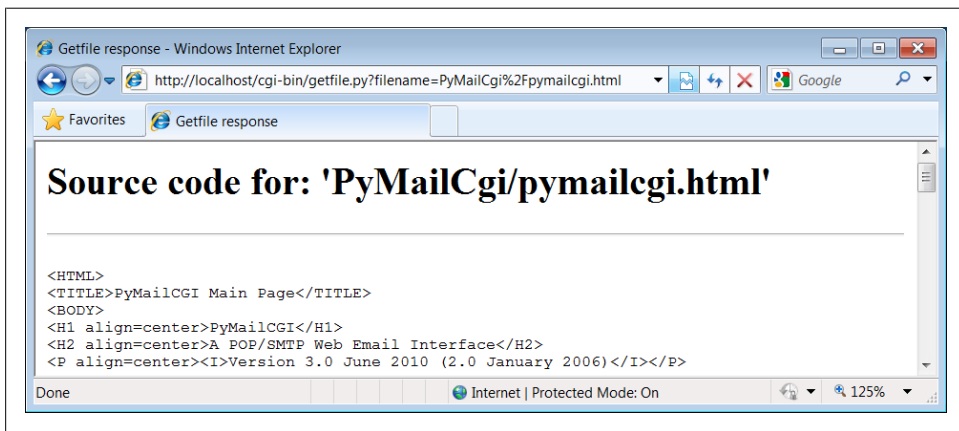 Getfile response - Windows Internet Explorer
http://localhost/cgi-bin/getfile.py?filename=PyMailCgi%2Fpymailcgi.html
Google
Favorites
Getfile response
Source code for: 'PyMailCgi/pymailcgi.html'
<HTML>
<TITLE>PyMailCGI Main Page</TITLE>
<BODY>
<H1 align=center>PyMailCGI</H1>
<H2 align=center>A POP/SMTP Web Email Interface</H2>
<P align=center><I>Version 3.0 June 2010 (2.0 January 2006)</I></P>
Done
Internet | Protected Mode: On
125%